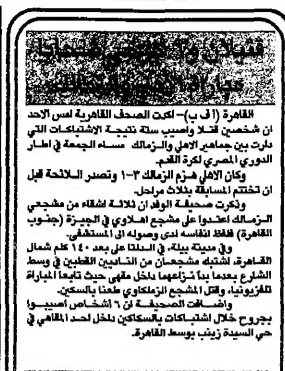 قتيلان و
القاهرة (ا ف ب)- اكدت الصحف القاهرية امس الاحد
ان شخصين قتلا واصيب ستة نتيجة الاشتباكات التي
دارت بين جماهير الاهلي والزمالك مساء الجمعة في اطار
الدوري المصري لكرة القدم.
وكان الاهلي هزم الزمالك ٣-١ وتصدر اللائحة قبل
ان تختتم المسابقة بثلاث مراحل.
وذكرت صحيفة الوفد ان ثلاثة اشقاء من مشجعي
الزمالك اعتدوا على مشجع اهلاوي في الجيزة (جنوب
القاهرة) فلفظ انفاسه لدى وصوله الى المستشفى.
وفي مدينة بيلة، في الدلتا على بعد ١٤٠ كلم شمال
القاهرة، اشتبك مشجعان من الناديين القطبين في وسط
الشارع بعدما بدا نزاعهما داخل مقهى حيث تابعا المباراة
تلفزيونيا، وقتل المشجع الزملكاوي طعنا بالسكين.
واضافت الصحيفة ان ٦ اشخاص اصيبوا
بجروح خلال اشتباكات بالسكاكين داخل احد المقاهي في
حي السيدة زينب بوسط القاهرة.